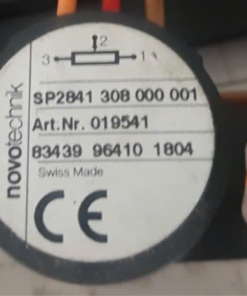 2
3 1
SP2841 308 000 001
Art.Nr. 019541
83439 96410 1804
Swiss Made
novotechnik
CE